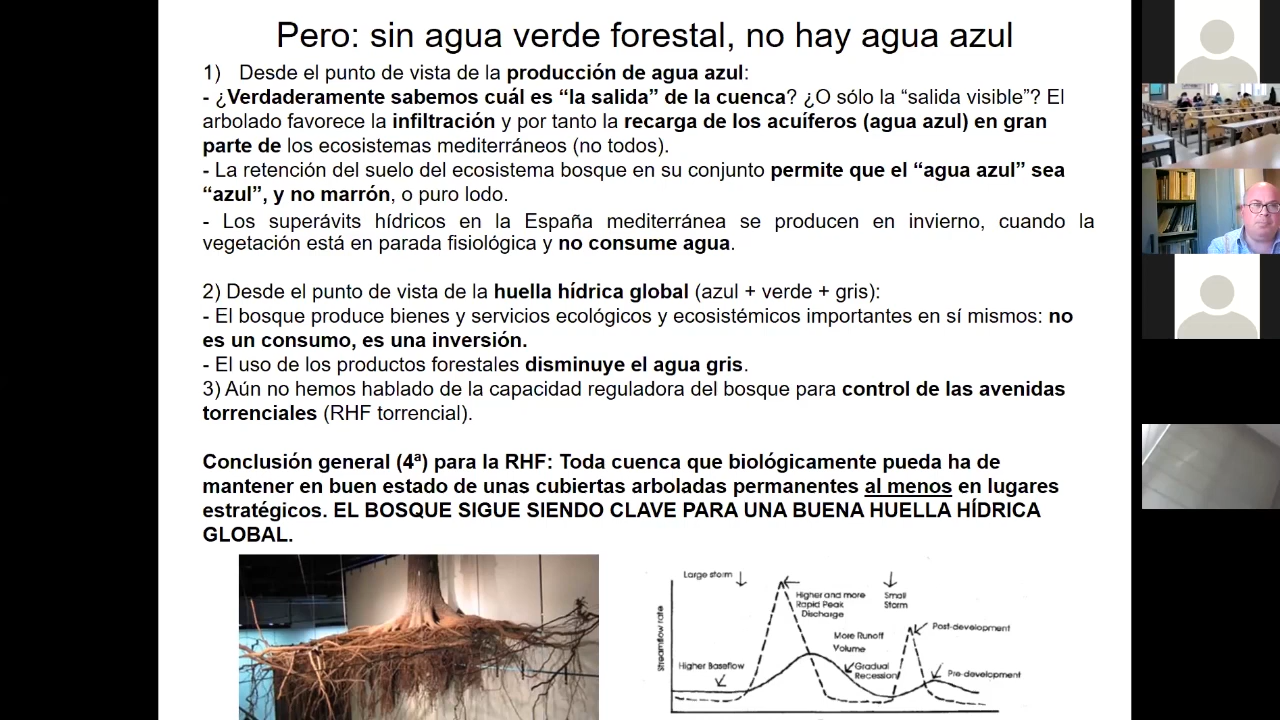 Pero: sin agua verde forestal, no hay agua azul
1) Desde el punto de vista de la producción de agua azul:
- ¿Verdaderamente sabemos cuál es “la salida” de la cuenca? ¿O sólo la “salida visible”? El
arbolado favorece la infiltración y por tanto la recarga de los acuíferos (agua azul) en gran
parte de los ecosistemas mediterráneos (no todos).
- La retención del suelo del ecosistema bosque en su conjunto permite que el “agua azul” sea
“azul”, y no marrón, o puro lodo.
- Los superávits hídricos en la España mediterránea se producen en invierno, cuando la
vegetación está en parada fisiológica y no consume agua.
2) Desde el punto de vista de la huella hídrica global (azul + verde + gris):
- El bosque produce bienes y servicios ecológicos y ecosistémicos importantes en sí mismos: no
es un consumo, es una inversión.
- El uso de los productos forestales disminuye el agua gris.
3) Aún no hemos hablado de la capacidad reguladora del bosque para control de las avenidas
torrenciales (RHF torrencial).
Conclusión general (4ª) para la RHF: Toda cuenca que biológicamente pueda ha de
mantener en buen estado de unas cubiertas arboladas permanentes al menos en lugares
estratégicos. EL BOSQUE SIGUE SIENDO CLAVE PARA UNA BUENA HUELLA HÍDRICA
GLOBAL.
Large storm
Higher and more
Rapid Peak
Discharge
Small
Storm
Post-development
More Runoff
Volume
Streamflow rate
Higher Baseflow
Gradual
Recession
Pre-development